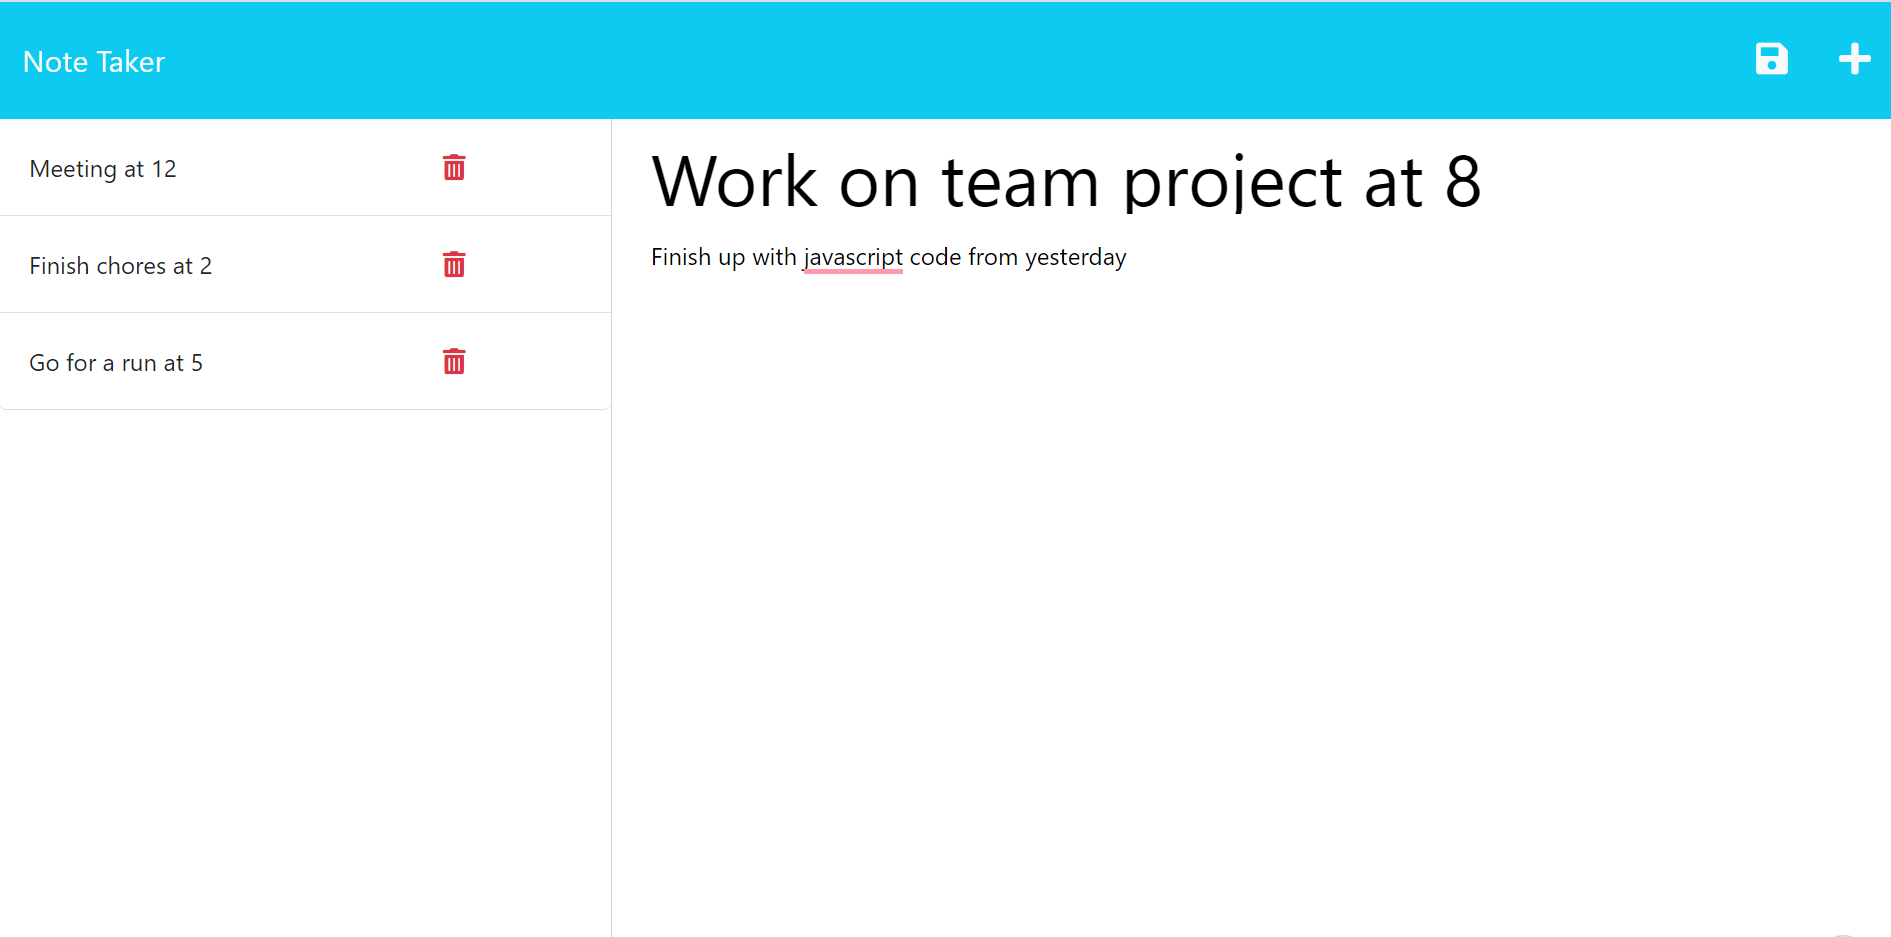 Note Taker
Meeting at 12
Finish chores at 2
Go for a run at 5
Work on team project at 8
Finish up with javascript code from yesterday